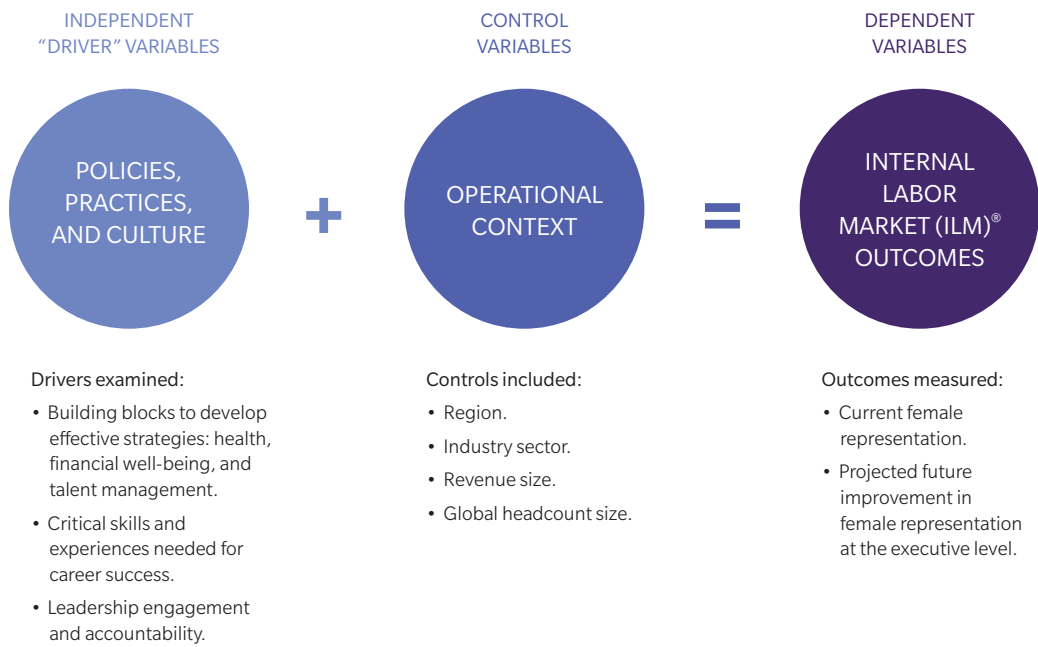 INDEPENDENT
“DRIVER” VARIABLES
POLICIES,
PRACTICES,
AND CULTURE
Drivers examined:
• Building blocks to develop
effective strategies: health,
financial well-being, and
talent management.
• Critical skills and
experiences needed for
career success.
• Leadership engagement
and accountability.
+
CONTROL
VARIABLES
OPERATIONAL
CONTEXT
Controls included:
• Region.
• Industry sector.
• Revenue size.
• Global headcount size.
=
DEPENDENT
VARIABLES
INTERNAL
LABOR
MARKET (ILM)®
OUTCOMES
Outcomes measured:
• Current female
representation.
• Projected future
improvement in
female representation
at the executive level.